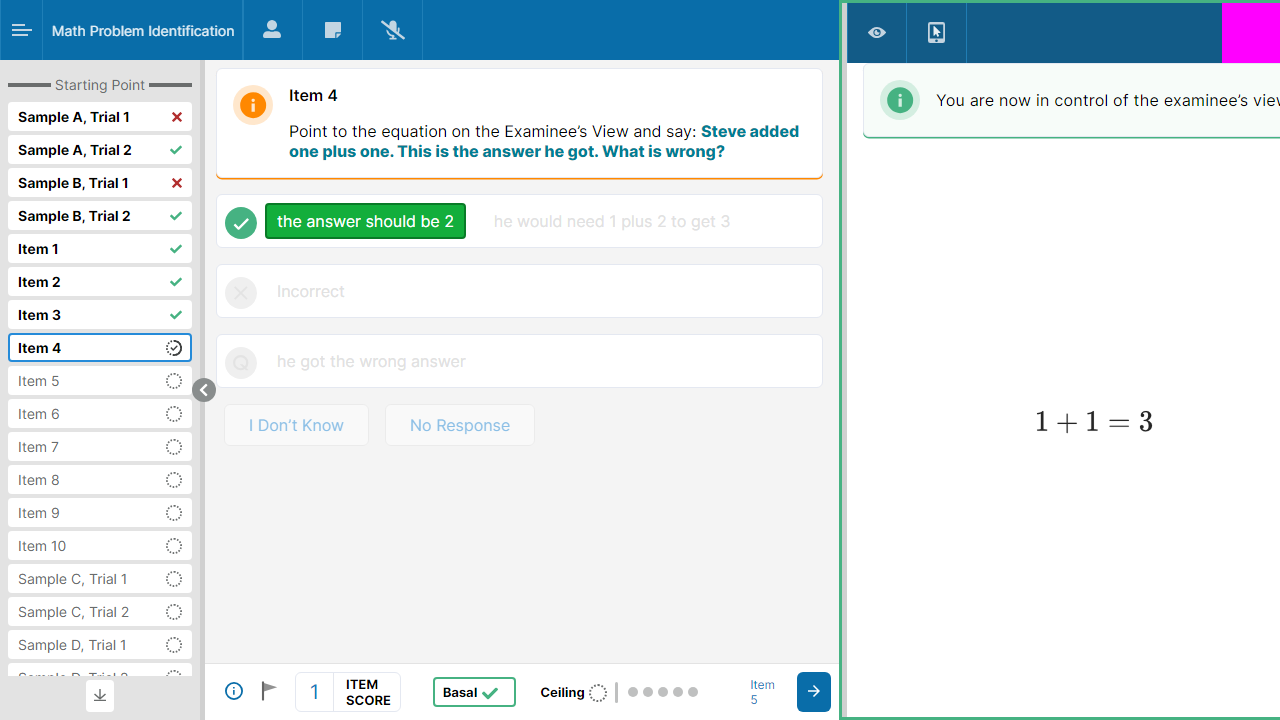 Math Problem Identification
Starting Point
Sample A, Trial 1
Sample A, Trial 2
Sample B, Trial 1
Sample B, Trial 2
Item 1
Item 2
Item 3
Item 4
Item 5
Item 6
Item 7
Item 8
Item 9
Item 10
Sample C, Trial 1
Sample C, Trial 2
Sample D, Trial 1
Item 4
Point to the equation on the Examinee’s View and say: Steve added
one plus one. This is the answer he got. What is wrong?
the answer should be 2 he would need 1 plus 2 to get 3
Incorrect
Q he got the wrong answer
I Don’t Know No Response
1 ITEM
SCORE
Basal
Ceiling
Item
5
You are now in control of the examinee’s view
1 + 1 = 3